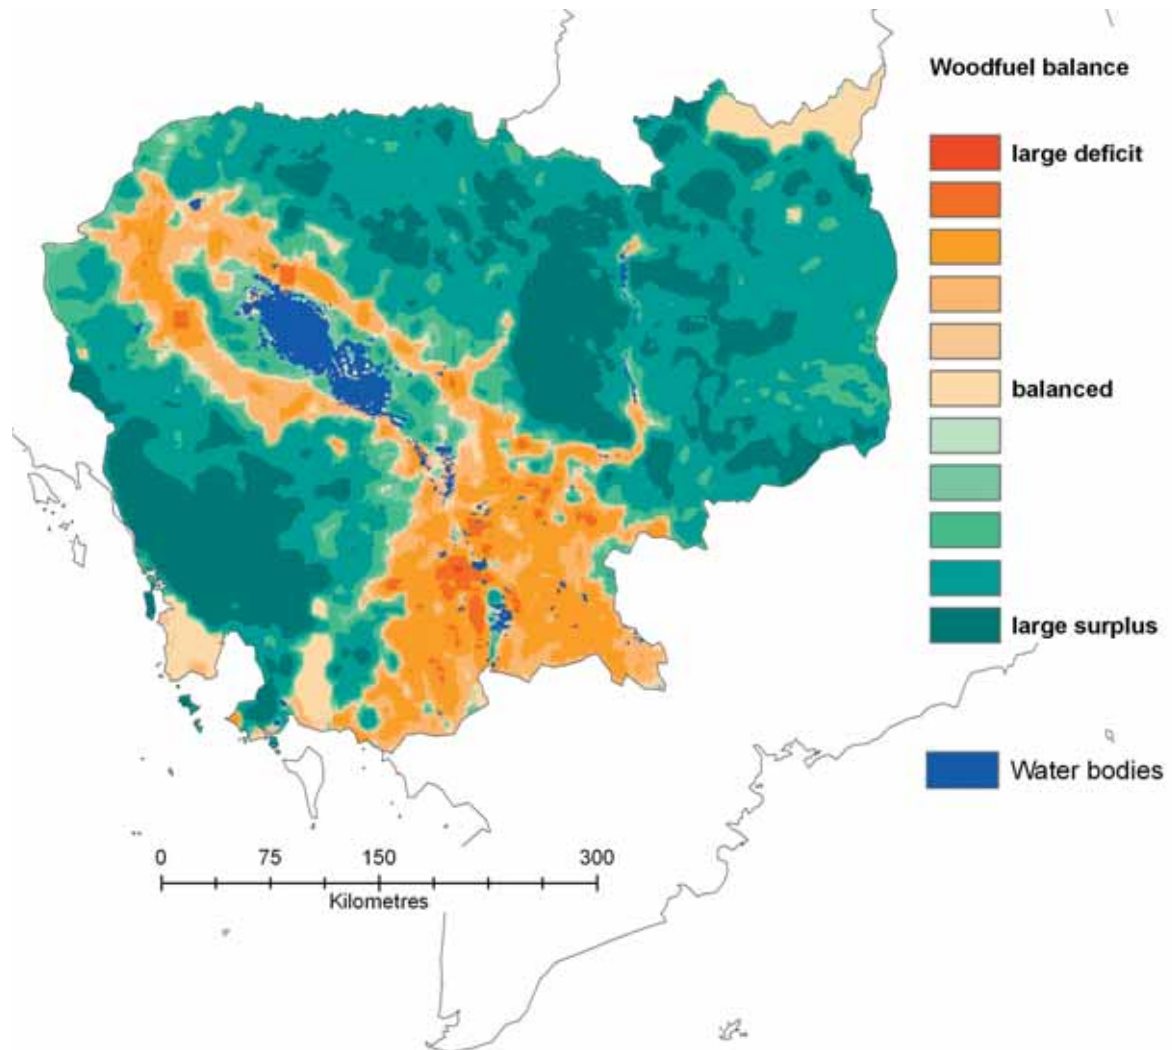 Woodfuel balance
large deficit
balanced
large surplus
Water bodies
0 75 150 300
Kilometres